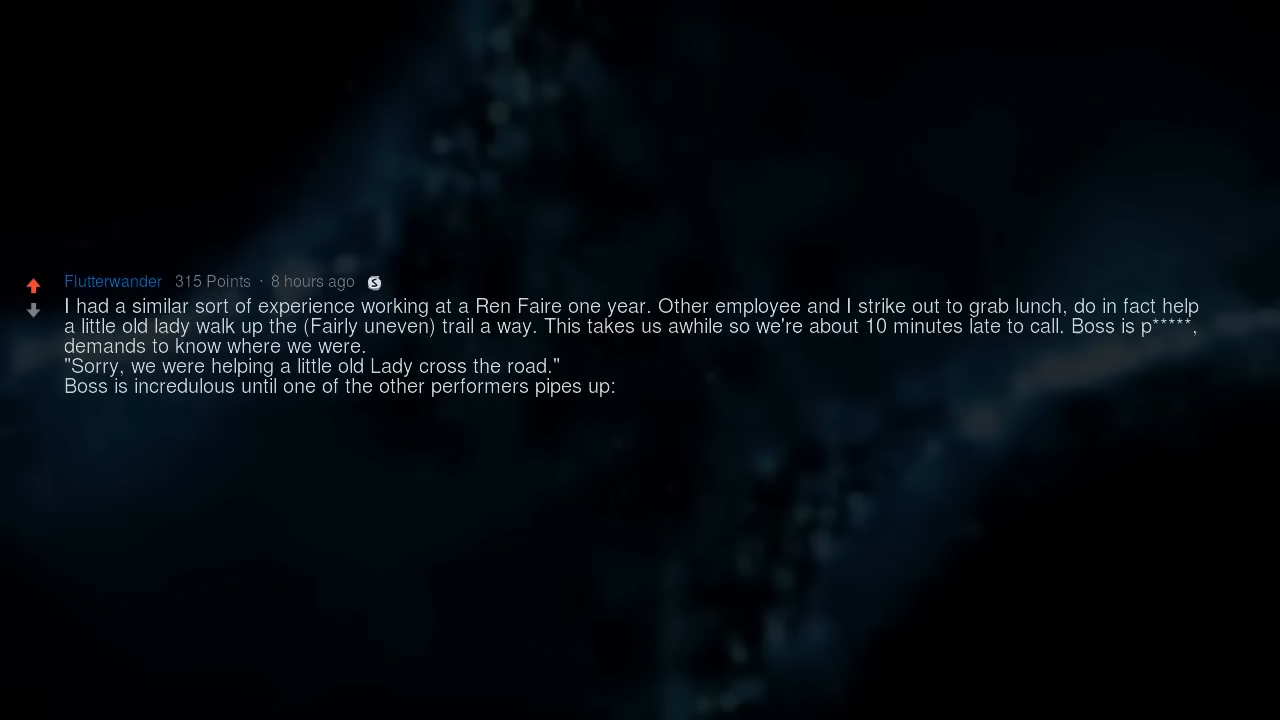 Flutterwander 315 Points · 8 hours ago
I had a similar sort of experience working at a Ren Faire one year. Other employee and I strike out to grab lunch, do in fact help
a little old lady walk up the (Fairly uneven) trail a way. This takes us awhile so we're about 10 minutes late to call. Boss is p*****,
demands to know where we were.
"Sorry, we were helping a little old Lady cross the road."
Boss is incredulous until one of the other performers pipes up: